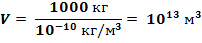 V = 1000 кг / 10⁻¹⁰ кг/м³ = 10¹³ м³